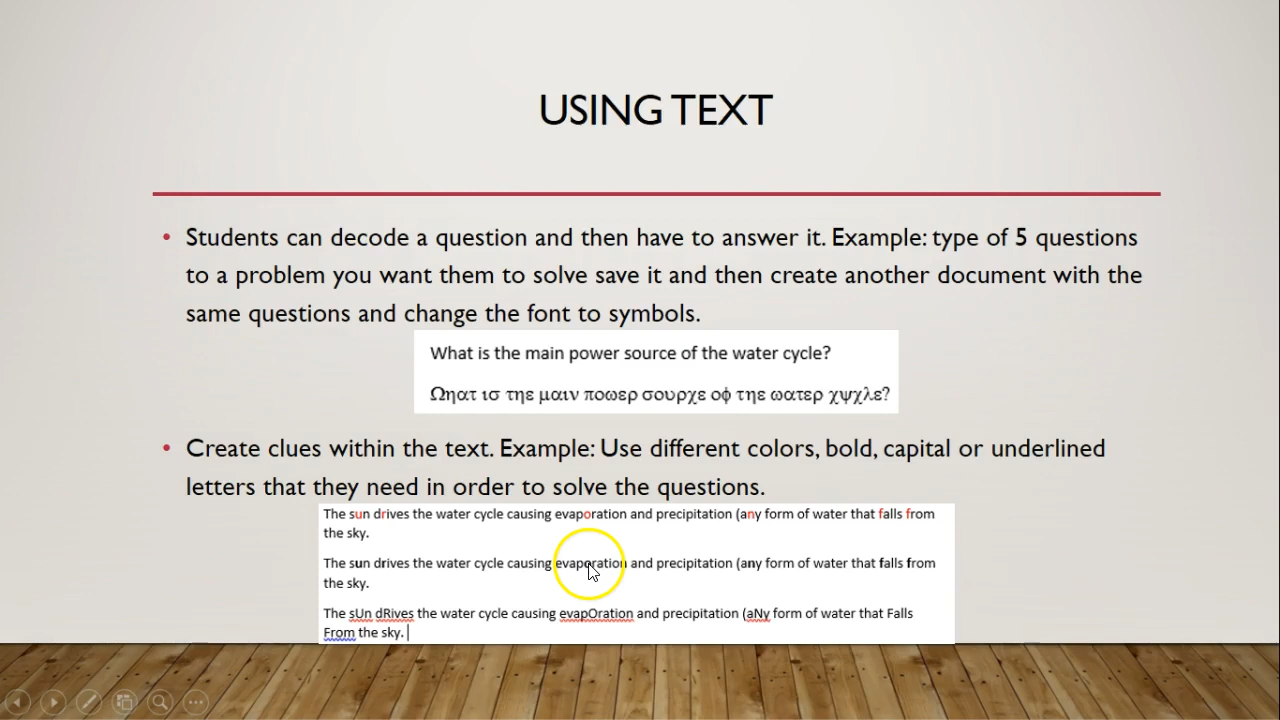 USING TEXT
• Students can decode a question and then have to answer it. Example: type of 5 questions
to a problem you want them to solve save it and then create another document with the
same questions and change the font to symbols.
What is the main power source of the water cycle?
Ωηατ ισ τηε μαιν ποωερ σουρχε οφ τηε ωατερ χψχλε?
• Create clues within the text. Example: Use different colors, bold, capital or underlined
letters that they need in order to solve the questions.
The sun drives the water cycle causing evaporation and precipitation (any form of water that falls from
the sky.
The sun drives the water cycle causing evaporation and precipitation (any form of water that falls from
the sky.
The sUn dRives the water cycle causing evapOration and precipitation (aNy form of water that Falls
From the sky.